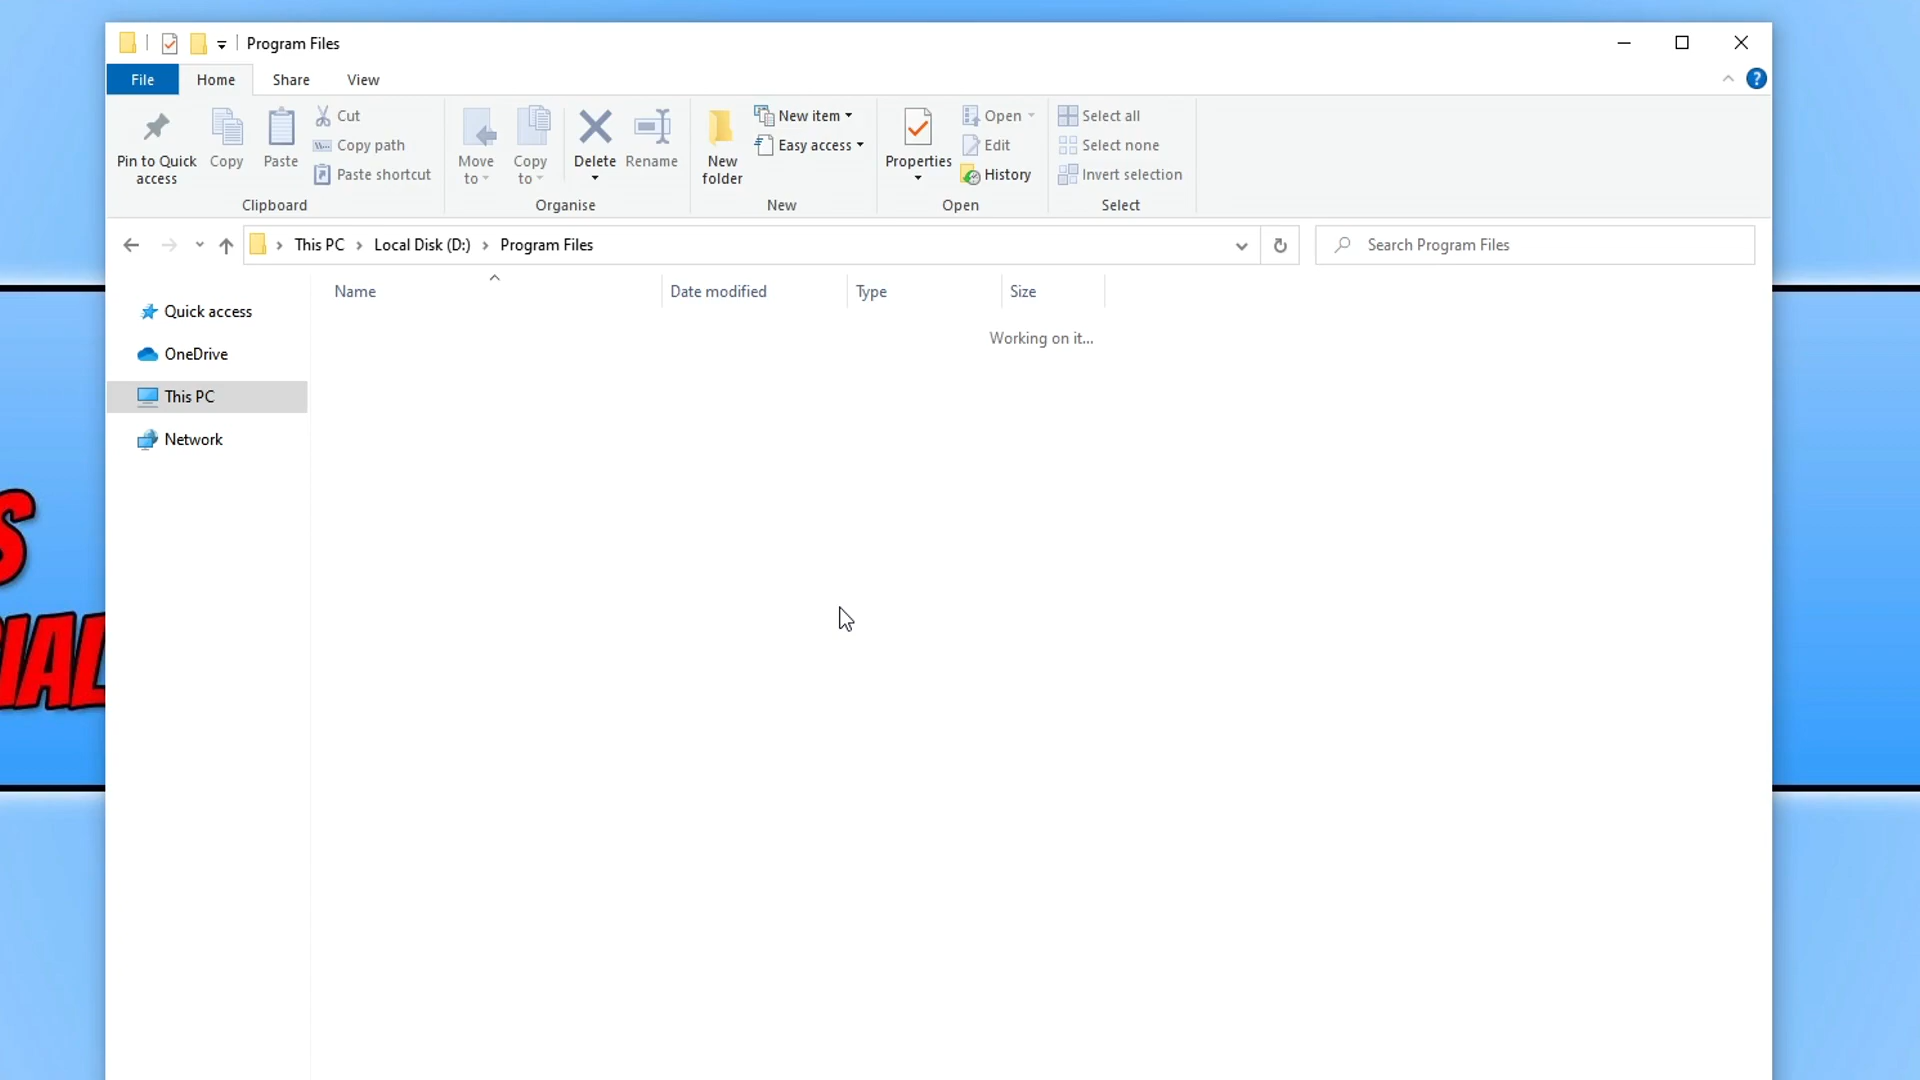 Program Files
File Home Share View
Pin to Quick access
Copy
Paste
Cut
Copy path
Paste shortcut
Clipboard
Move to
Copy to
Delete
Rename
Organise
New folder
New item
Easy access
New
Properties
Open
Edit
History
Open
Select all
Select none
Invert selection
Select
This PC > Local Disk (D:) > Program Files
Search Program Files
Name Date modified Type Size
Working on it...
Quick access
OneDrive
This PC
Network
S
IAL